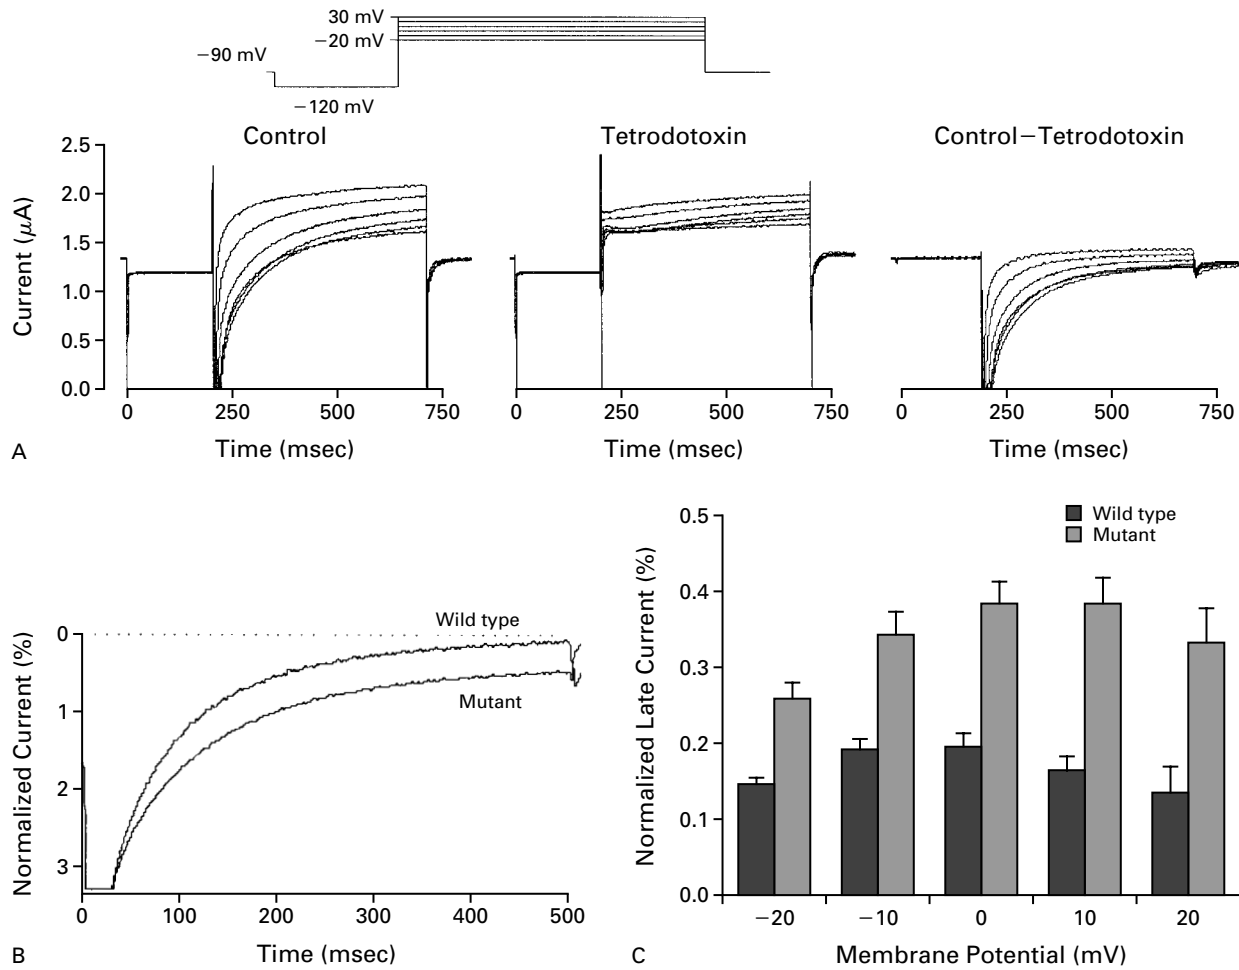 30 mV
−20 mV
−90 mV
−120 mV
Control
Tetrodotoxin
Control−Tetrodotoxin
Current (μA)
2.5
2.0
1.5
1.0
0.5
0.0
0 250 500 750
0 250 500 750
0 250 500 750
Time (msec)
Time (msec)
Time (msec)
A
Normalized Current (%)
0
1
2
3
Wild type
Mutant
0 100 200 300 400 500
Time (msec)
B
Normalized Late Current (%)
0.5
0.4
0.3
0.2
0.1
0.0
Wild type
Mutant
−20 −10 0 10 20
Membrane Potential (mV)
C